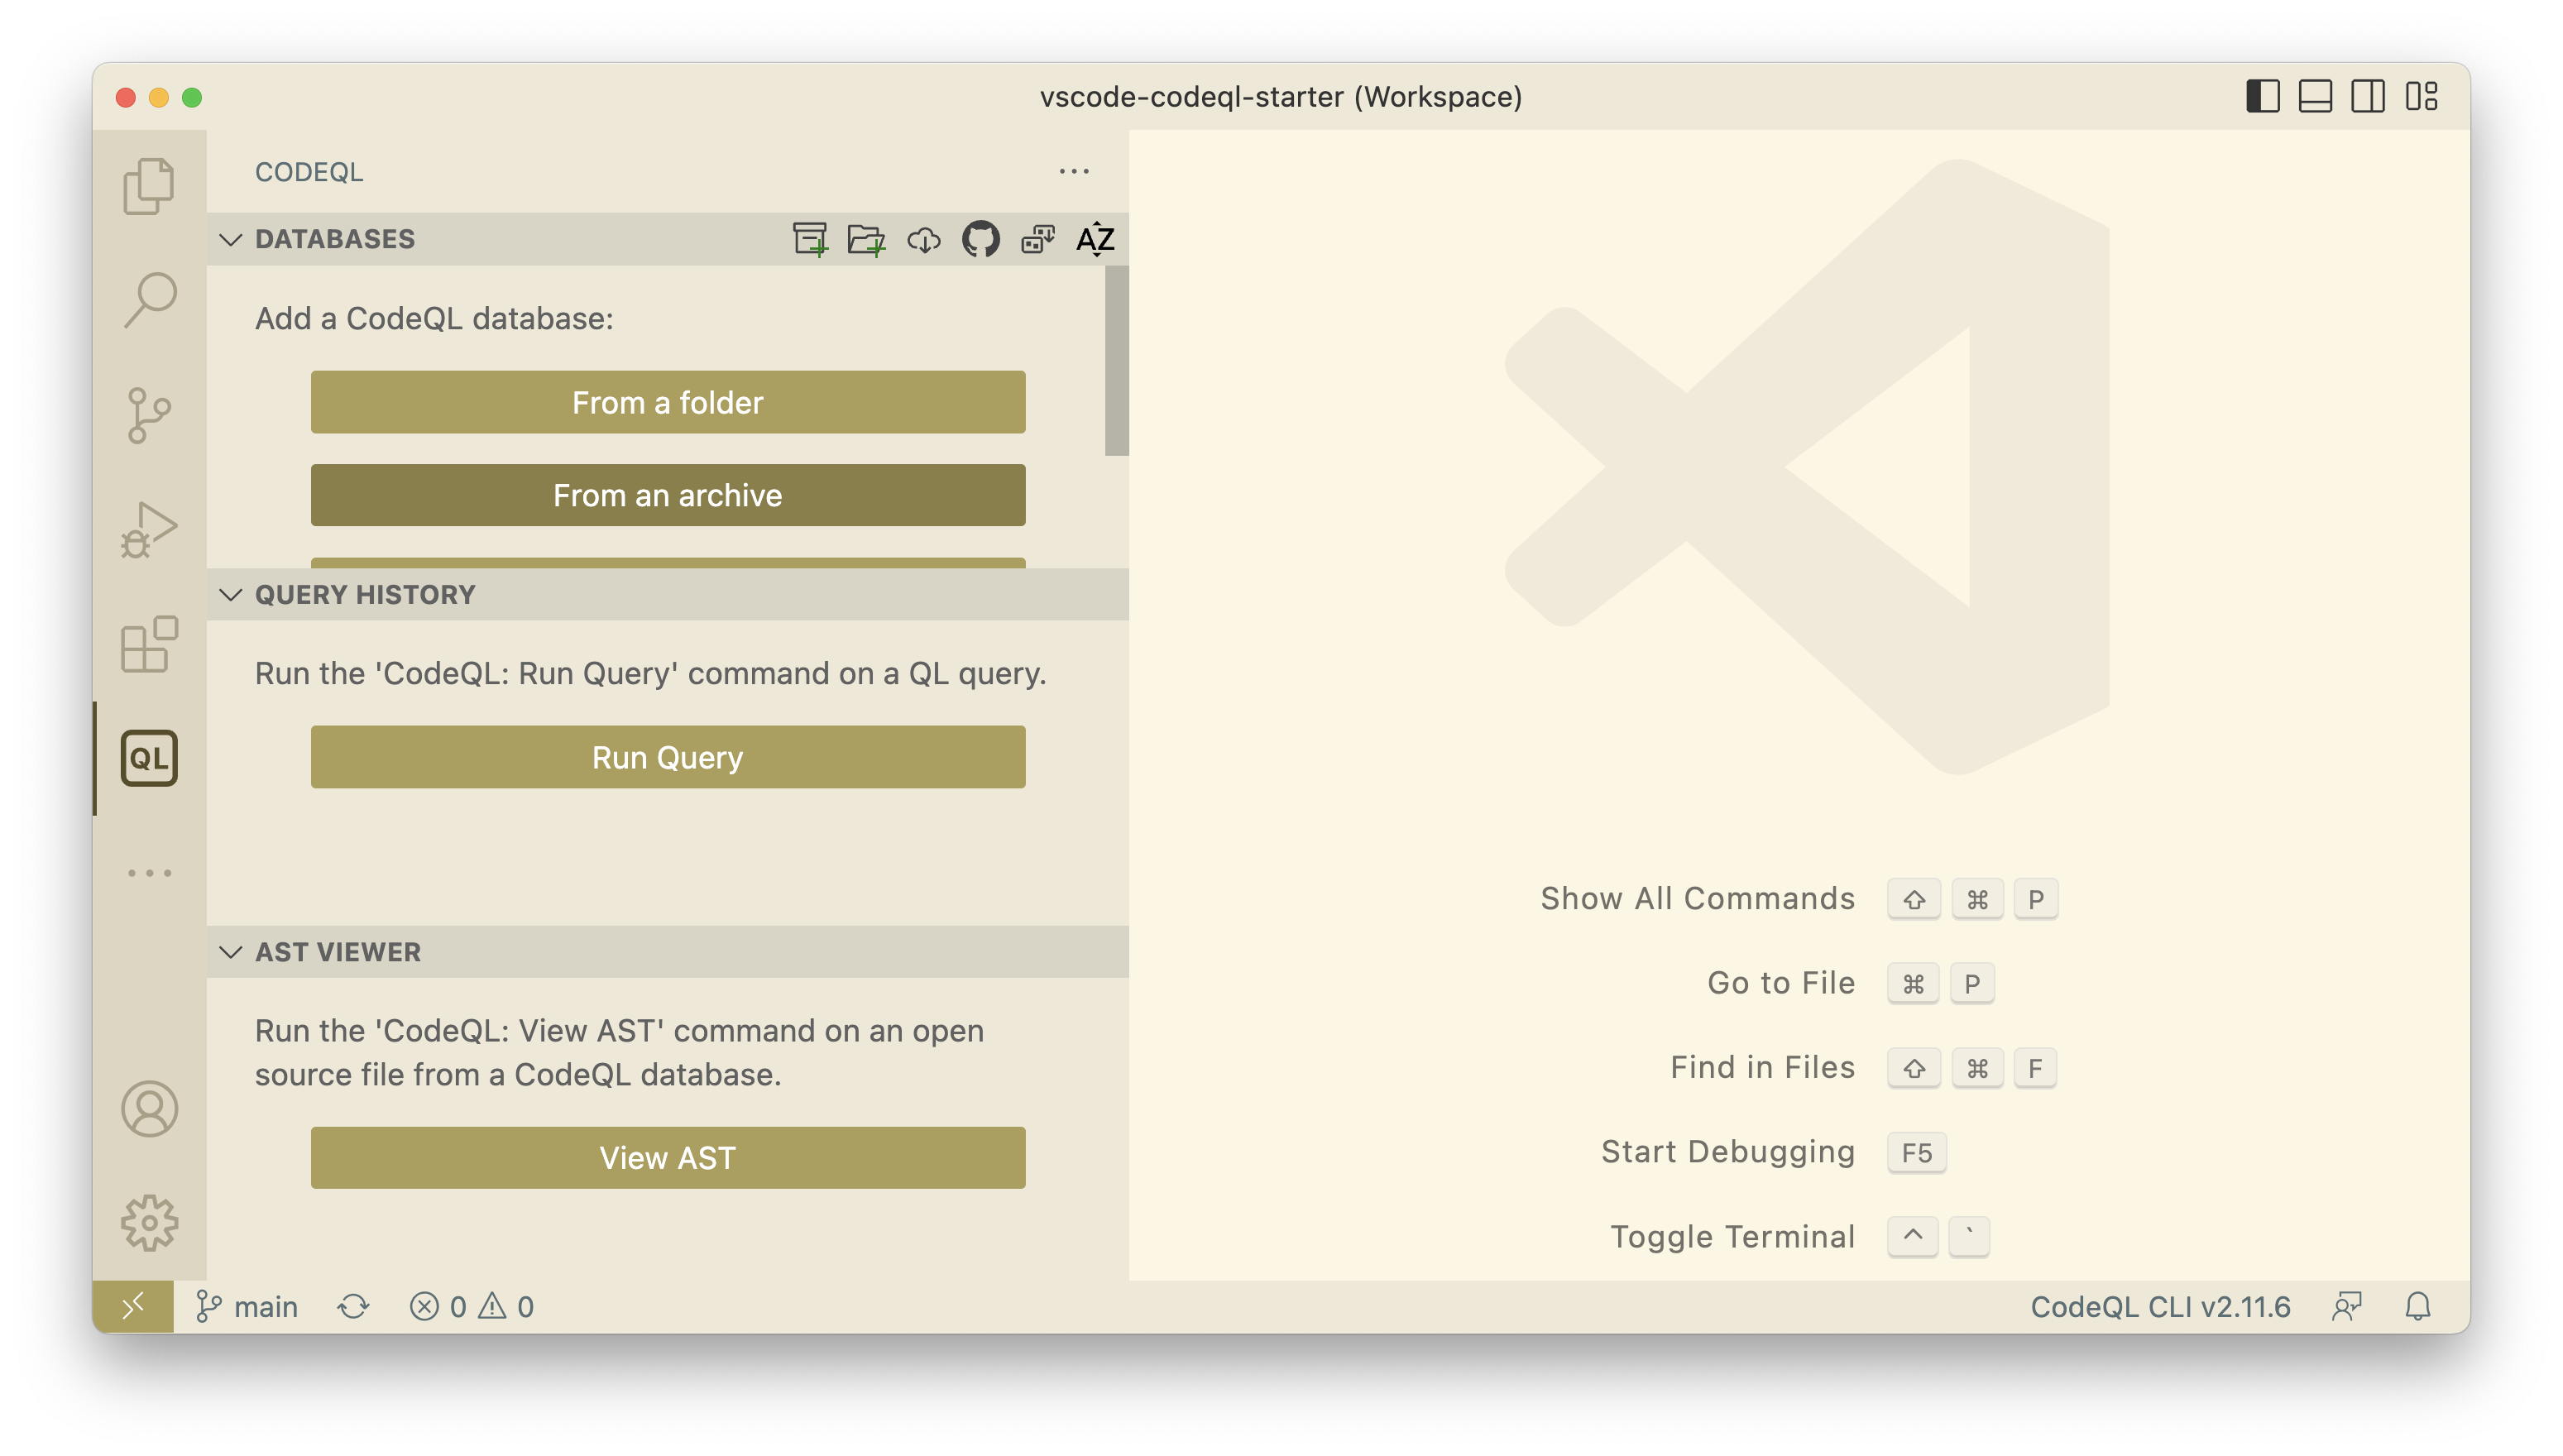 vscode-codeql-starter (Workspace)
CODEQL
DATABASES
AZ
Add a CodeQL database:
From a folder
From an archive
QUERY HISTORY
Run the 'CodeQL: Run Query' command on a QL query.
Run Query
QL
AST VIEWER
Run the 'CodeQL: View AST' command on an open
source file from a CodeQL database.
View AST
Show All Commands ⇧ ⌘ P
Go to File ⌘ P
Find in Files ⇧ ⌘ F
Start Debugging F5
Toggle Terminal ^ `
main 0 0
CodeQL CLI v2.11.6